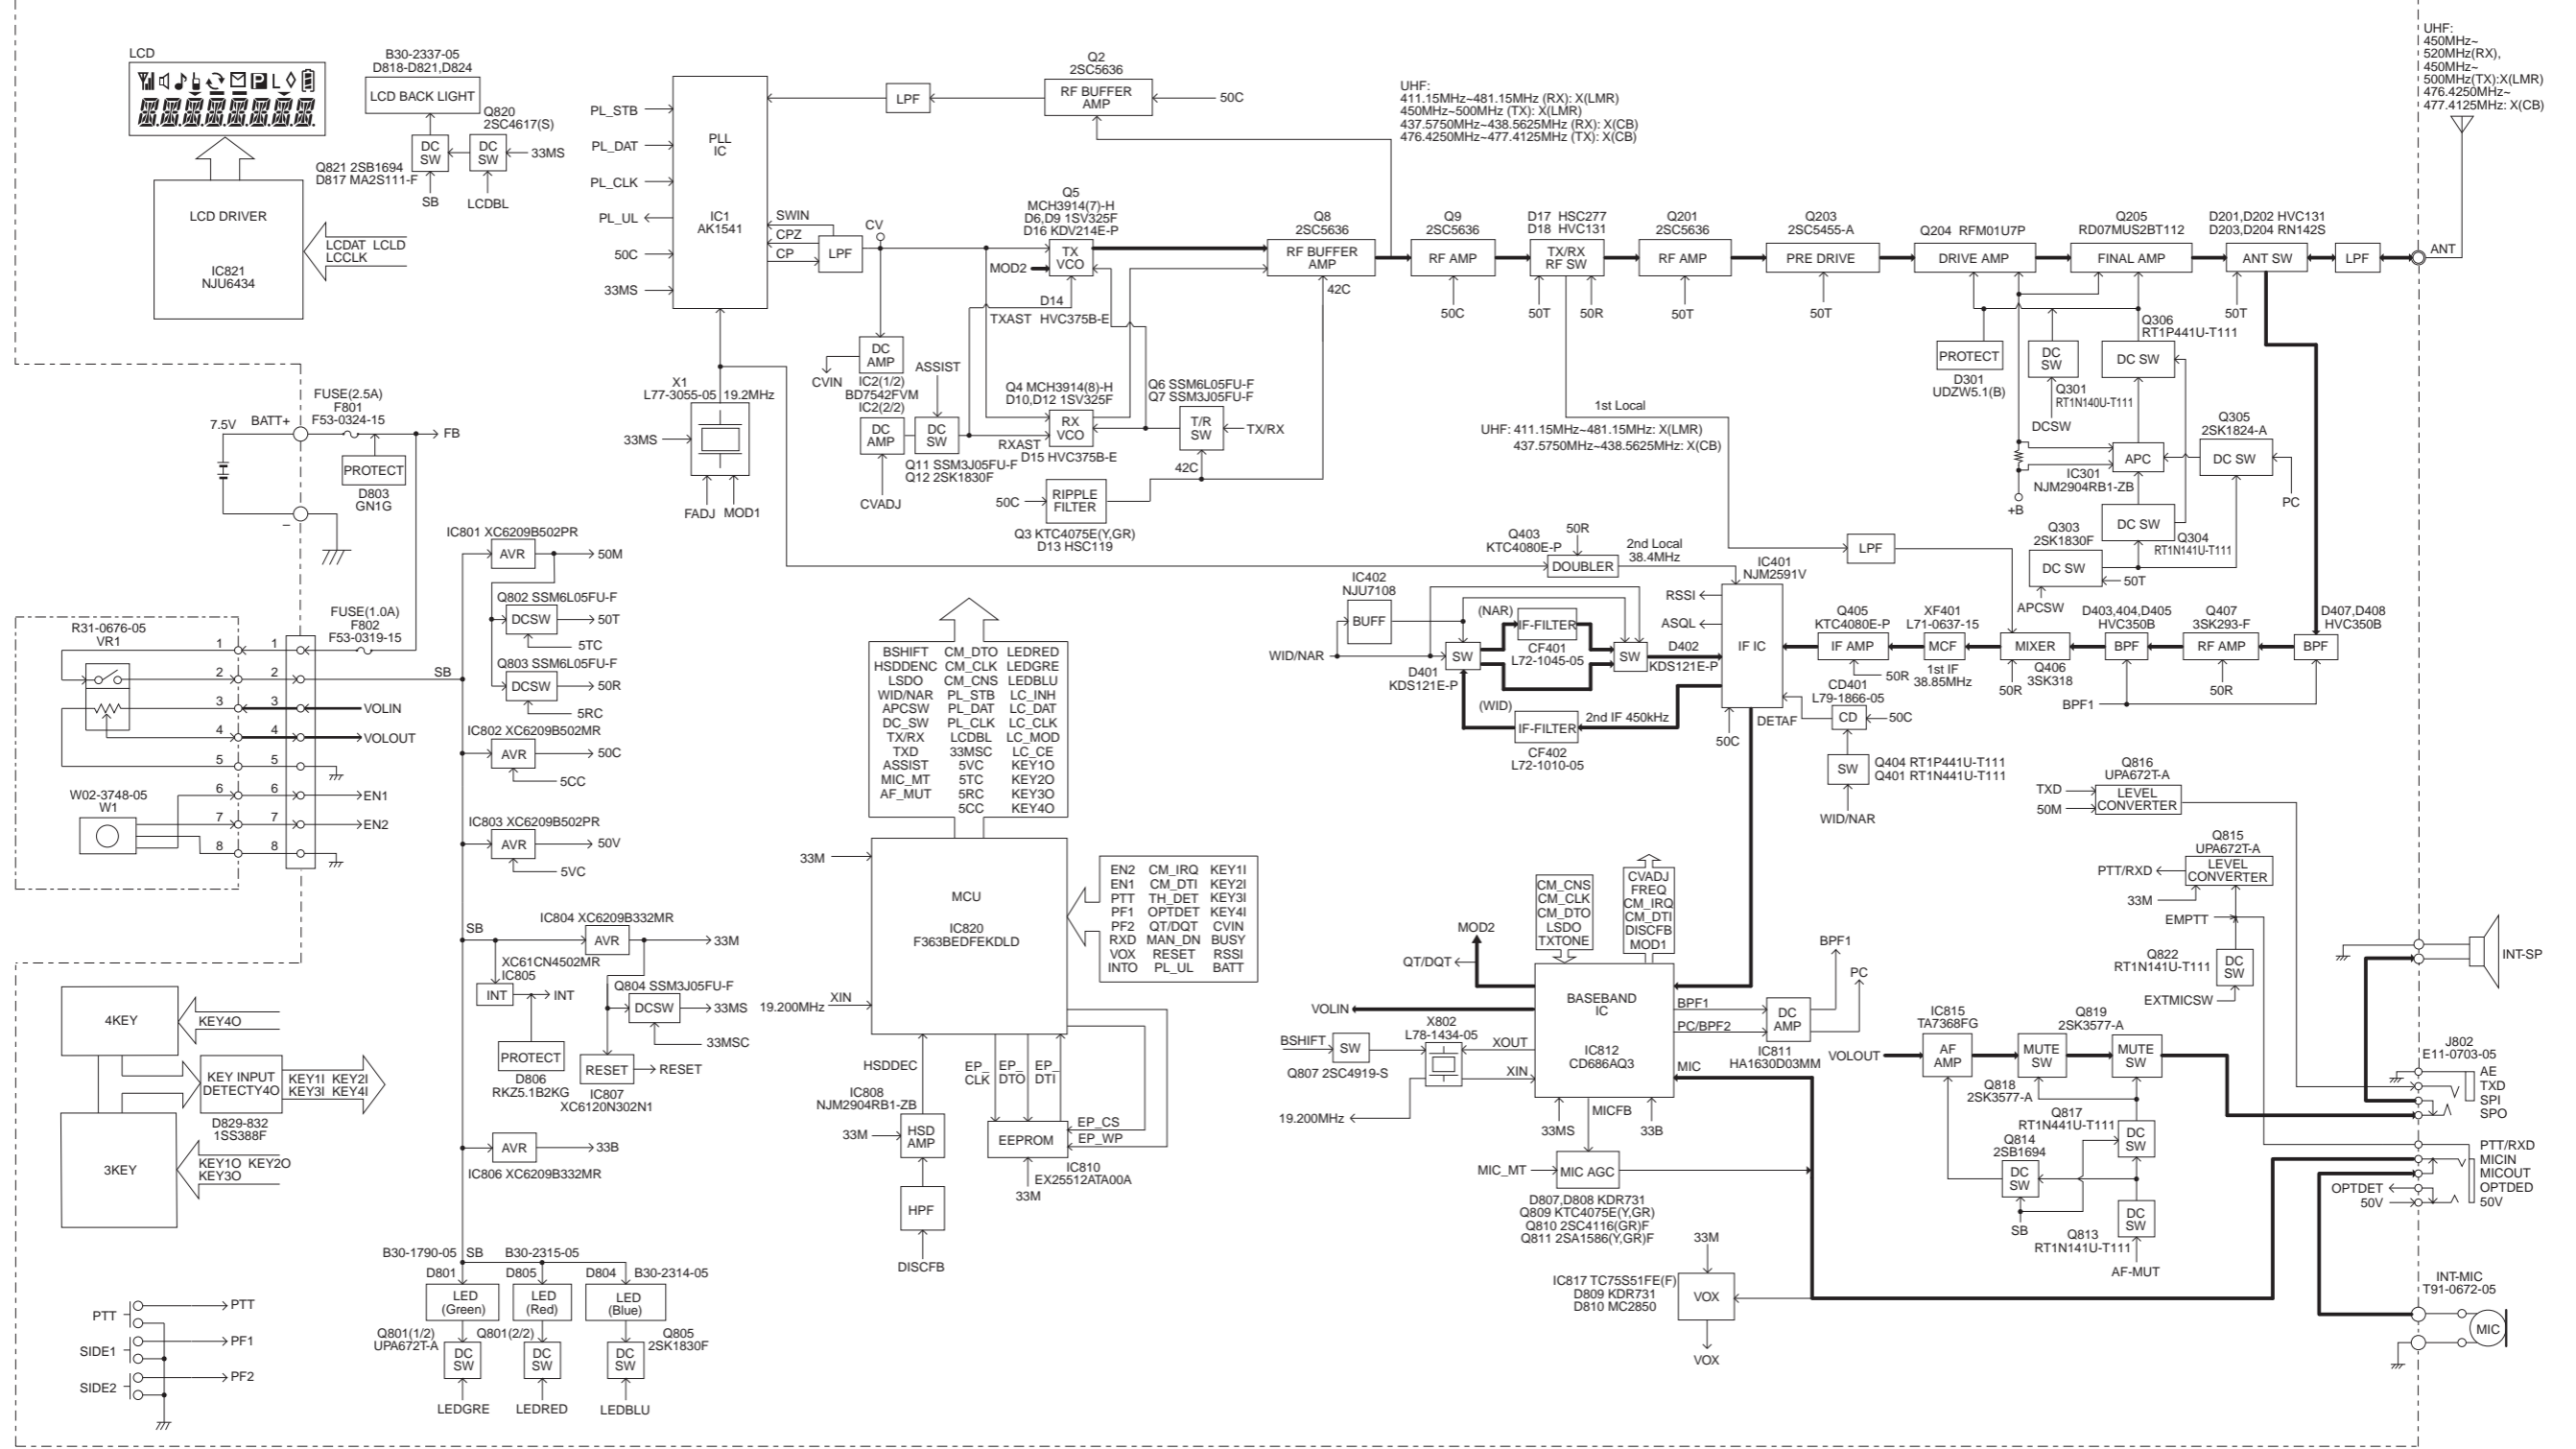 LCD
LCD DRIVER
IC821
NJU6434
LCDAT LCLD
LCCLK
B30-2337-05
D818-D821,D824
LCD BACK LIGHT
Q820
2SC4617(S)
DC
SW
DC
SW
33MS
Q821 2SB1694
D817 MA2S111-F
SB
LCDBL
PL_STB
PL_DAT
PL_CLK
PL_UL
50C
33MS
PLL
IC
IC1
AK1541
SWIN
CPZ
CP
LPF
CV
LPF
Q2
2SC5636
RF BUFFER
AMP
50C
UHF:
411.15MHz~481.15MHz (RX): X(LMR)
450MHz~500MHz (TX): X(LMR)
437.5750MHz~438.5625MHz (RX): X(CB)
476.4250MHz~477.4125MHz (TX): X(CB)
UHF:
450MHz~
520MHz(RX),
450MHz~
500MHz(TX):X(LMR)
476.4250MHz~
477.4125MHz: X(CB)
ANT
Q5
MCH3914(7)-H
D6,D9 1SV325F
D16 KDV214E-P
TX
VCO
MOD2
D14
TXAST HVC375B-E
Q8
2SC5636
RF BUFFER
AMP
42C
Q9
2SC5636
RF AMP
50C
D17 HSC277
D18 HVC131
TX/RX
RF SW
50T
50R
Q201
2SC5636
RF AMP
50T
Q203
2SC5455-A
PRE DRIVE
50T
Q204 RFM01U7P
DRIVE AMP
Q205
RD07MUS2BT112
FINAL AMP
D201,D202 HVC131
D203,D204 RN142S
ANT SW
50T
LPF
X1
L77-3055-05 19.2MHz
33MS
FADJ MOD1
DC
AMP
CVIN
IC2(1/2)
BD7542FVM
IC2(2/2)
DC
AMP
CVADJ
ASSIST
DC
SW
Q11 SSM3J05FU-F
Q12 2SK1830F
Q4 MCH3914(8)-H
D10,D12 1SV325F
RX
VCO
RXAST
D15 HVC375B-E
Q6 SSM6L05FU-F
Q7 SSM3J05FU-F
T/R
SW
TX/RX
42C
50C
RIPPLE
FILTER
Q3 KTC4075E(Y,GR)
D13 HSC119
1st Local
UHF: 411.15MHz~481.15MHz: X(LMR)
437.5750MHz~438.5625MHz: X(CB)
PROTECT
D301
UDZW5.1(B)
DC
SW
Q301
RT1N140U-T111
DCSW
Q306
RT1P441U-T111
DC SW
Q305
2SK1824-A
DC SW
PC
APC
IC301
NJM2904RB1-ZB
+B
DC SW
Q304
RT1N141U-T111
Q303
2SK1830F
DC SW
50T
APCSW
FUSE(2.5A)
F801
F53-0324-15
7.5V
BATT+
FB
PROTECT
D803
GN1G
–
FUSE(1.0A)
F802
F53-0319-15
R31-0676-05
VR1
1 1
2 2
3 3
4 4
5 5
6 6
7 7
8 8
SB
VOLIN
VOLOUT
EN1
EN2
W02-3748-05
W1
IC801 XC6209B502PR
AVR
50M
Q802 SSM6L05FU-F
DCSW
50T
5TC
Q803 SSM6L05FU-F
DCSW
50R
5RC
IC802 XC6209B502MR
AVR
50C
5CC
IC803 XC6209B502PR
AVR
50V
5VC
IC804 XC6209B332MR
SB
AVR
33M
XC61CN4502MR
IC805
INT
INT
Q804 SSM3J05FU-F
DCSW
33MS
33MSC
PROTECT
D806
RKZ5.1B2KG
RESET
RESET
IC807
XC6120N302N1
AVR
33B
IC806 XC6209B332MR
Q403
KTC4080E-P
50R
DOUBLER
2nd Local
38.4MHz
LPF
IC401
NJM2591V
IF IC
RSSI
ASQL
50C
DETAF
IC402
NJU7108
BUFF
WID/NAR
(NAR)
IF-FILTER
CF401
L72-1045-05
SW
SW
D401
KDS121E-P
D402
KDS121E-P
(WID)
IF-FILTER
2nd IF 450kHz
CF402
L72-1010-05
Q405
KTC4080E-P
IF AMP
50R
XF401
L71-0637-15
MCF
1st IF
38.85MHz
MIXER
Q406
3SK318
50R
D403,404,D405
HVC350B
BPF
Q407
3SK293-F
RF AMP
50R
D407,D408
HVC350B
BPF
BPF1
CD401
L79-1866-05
CD
50C
SW
Q404 RT1P441U-T111
Q401 RT1N441U-T111
WID/NAR
BSHIFT CM_DTO LEDRED
HSDDENC CM_CLK LEDGRE
LSDO CM_CNS LEDBLU
WID/NAR PL_STB LC_INH
APCSW PL_DAT LC_DAT
DC_SW PL_CLK LC_CLK
TX/RX LCDBL LC_MOD
TXD 33MSC LC_CE
ASSIST 5VC KEY1O
MIC_MT 5TC KEY2O
AF_MUT 5RC KEY3O
5CC KEY4O
33M
MCU
IC820
F363BEDFEKDLD
XIN
19.200MHz
EN2 CM_IRQ KEY1I
EN1 CM_DTI KEY2I
PTT TH_DET KEY3I
PF1 OPTDET KEY4I
PF2 QT/DQT CVIN
RXD MAN_DN BUSY
VOX RESET RSSI
INTO PL_UL BATT
HSDDEC
EP_
CLK
EP_
DTO
EP_
DTI
EP_CS
EP_WP
IC808
NJM2904RB1-ZB
33M
HSD
AMP
HPF
DISCFB
EEPROM
IC810
EX25512ATA00A
33M
CM_CNS
CM_CLK
CM_DTO
LSDO
TXTONE
CVADJ
FREQ
CM_IRQ
CM_DTI
DISCFB
MOD1
MOD2
QT/DQT
VOLIN
BASEBAND
IC
IC812
CD686AQ3
BPF1
PC/BPF2
DC
AMP
IC811
HA1630D03MM
BPF1
PC
MIC
BSHIFT
SW
Q807 2SC4919-S
X802
L78-1434-05
XOUT
XIN
19.200MHz
33MS
MICFB
33B
MIC_MT
MIC AGC
D807,D808 KDR731
Q809 KTC4075E(Y,GR)
Q810 2SC4116(GR)F
Q811 2SA1586(Y,GR)F
IC817 TC75S51FE(F)
D809 KDR731
D810 MC2850
33M
VOX
VOX
Q816
UPA672T-A
TXD
50M
LEVEL
CONVERTER
Q815
UPA672T-A
LEVEL
CONVERTER
PTT/RXD
33M
EMPTT
Q822
RT1N141U-T111
DC
SW
EXTMICSW
VOLOUT
IC815
TA7368FG
AF
AMP
MUTE
SW
Q818
2SK3577-A
Q819
2SK3577-A
MUTE
SW
Q817
RT1N441U-T111
DC
SW
Q814
2SB1694
DC
SW
SB
DC
SW
Q813
RT1N141U-T111
AF-MUT
INT-SP
J802
E11-0703-05
AE
TXD
SPI
SPO
PTT/RXD
MICIN
MICOUT
OPTDED
50V
OPTDET
50V
INT-MIC
T91-0672-05
MIC
4KEY
KEY4O
KEY INPUT
DETECTY4O
KEY1I KEY2I
KEY3I KEY4I
D829-832
1SS388F
3KEY
KEY1O KEY2O
KEY3O
PTT
PTT
SIDE1
PF1
SIDE2
PF2
B30-1790-05
SB
B30-2315-05
D801
D805
D804
B30-2314-05
LED
(Green)
LED
(Red)
LED
(Blue)
Q801(1/2)
UPA672T-A
Q801(2/2)
Q805
2SK1830F
DC
SW
DC
SW
DC
SW
LEDGRE
LEDRED
LEDBLU